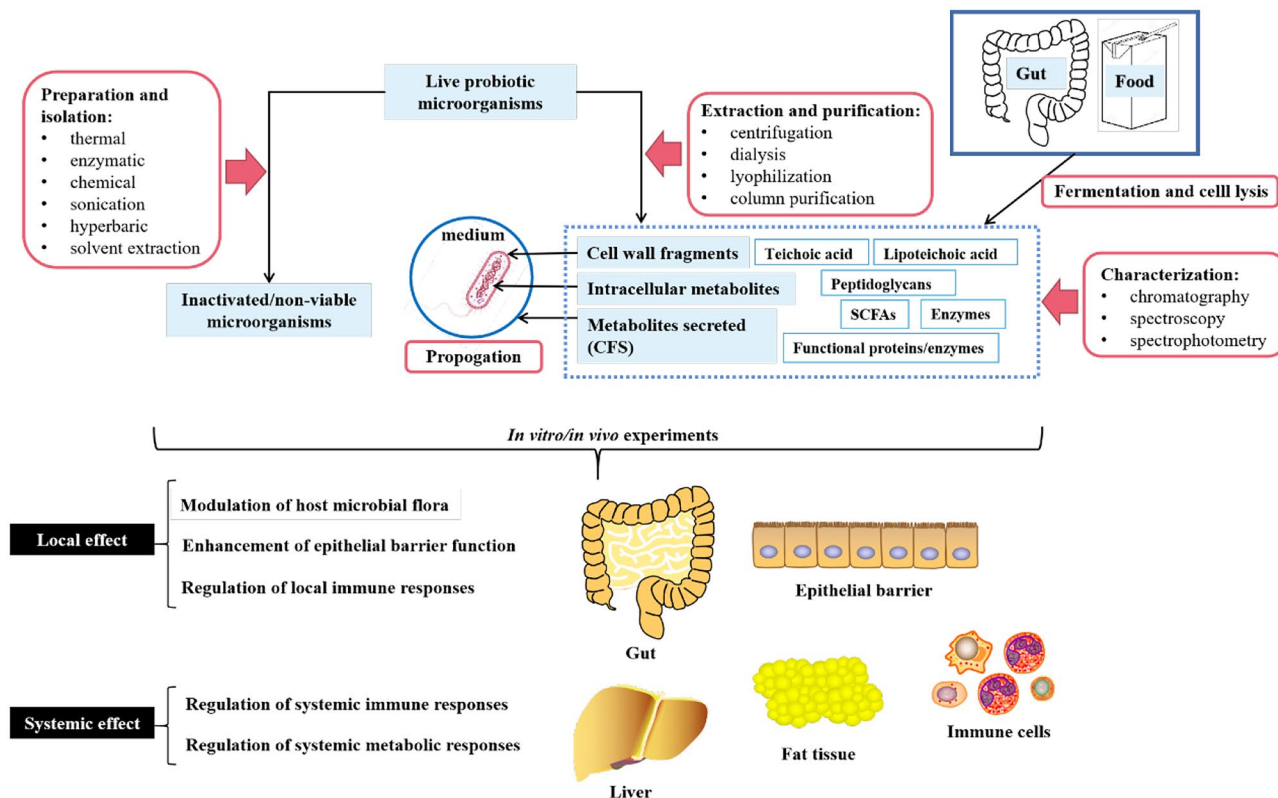 Preparation and
isolation:
• thermal
• enzymatic
• chemical
• sonication
• hyperbaric
• solvent extraction
Live probiotic
microorganisms
Extraction and purification:
• centrifugation
• dialysis
• lyophilization
• column purification
Gut
Food
Fermentation and celll lysis
Inactivated/non-viable
microorganisms
medium
Propogation
Cell wall fragments
Intracellular metabolites
Metabolites secreted
(CFS)
Teichoic acid
Lipoteichoic acid
Peptidoglycans
SCFAs
Enzymes
Functional proteins/enzymes
Characterization:
• chromatography
• spectroscopy
• spectrophotometry
In vitro/in vivo experiments
Local effect
Modulation of host microbial flora
Enhancement of epithelial barrier function
Regulation of local immune responses
Gut
Epithelial barrier
Systemic effect
Regulation of systemic immune responses
Regulation of systemic metabolic responses
Liver
Fat tissue
Immune cells